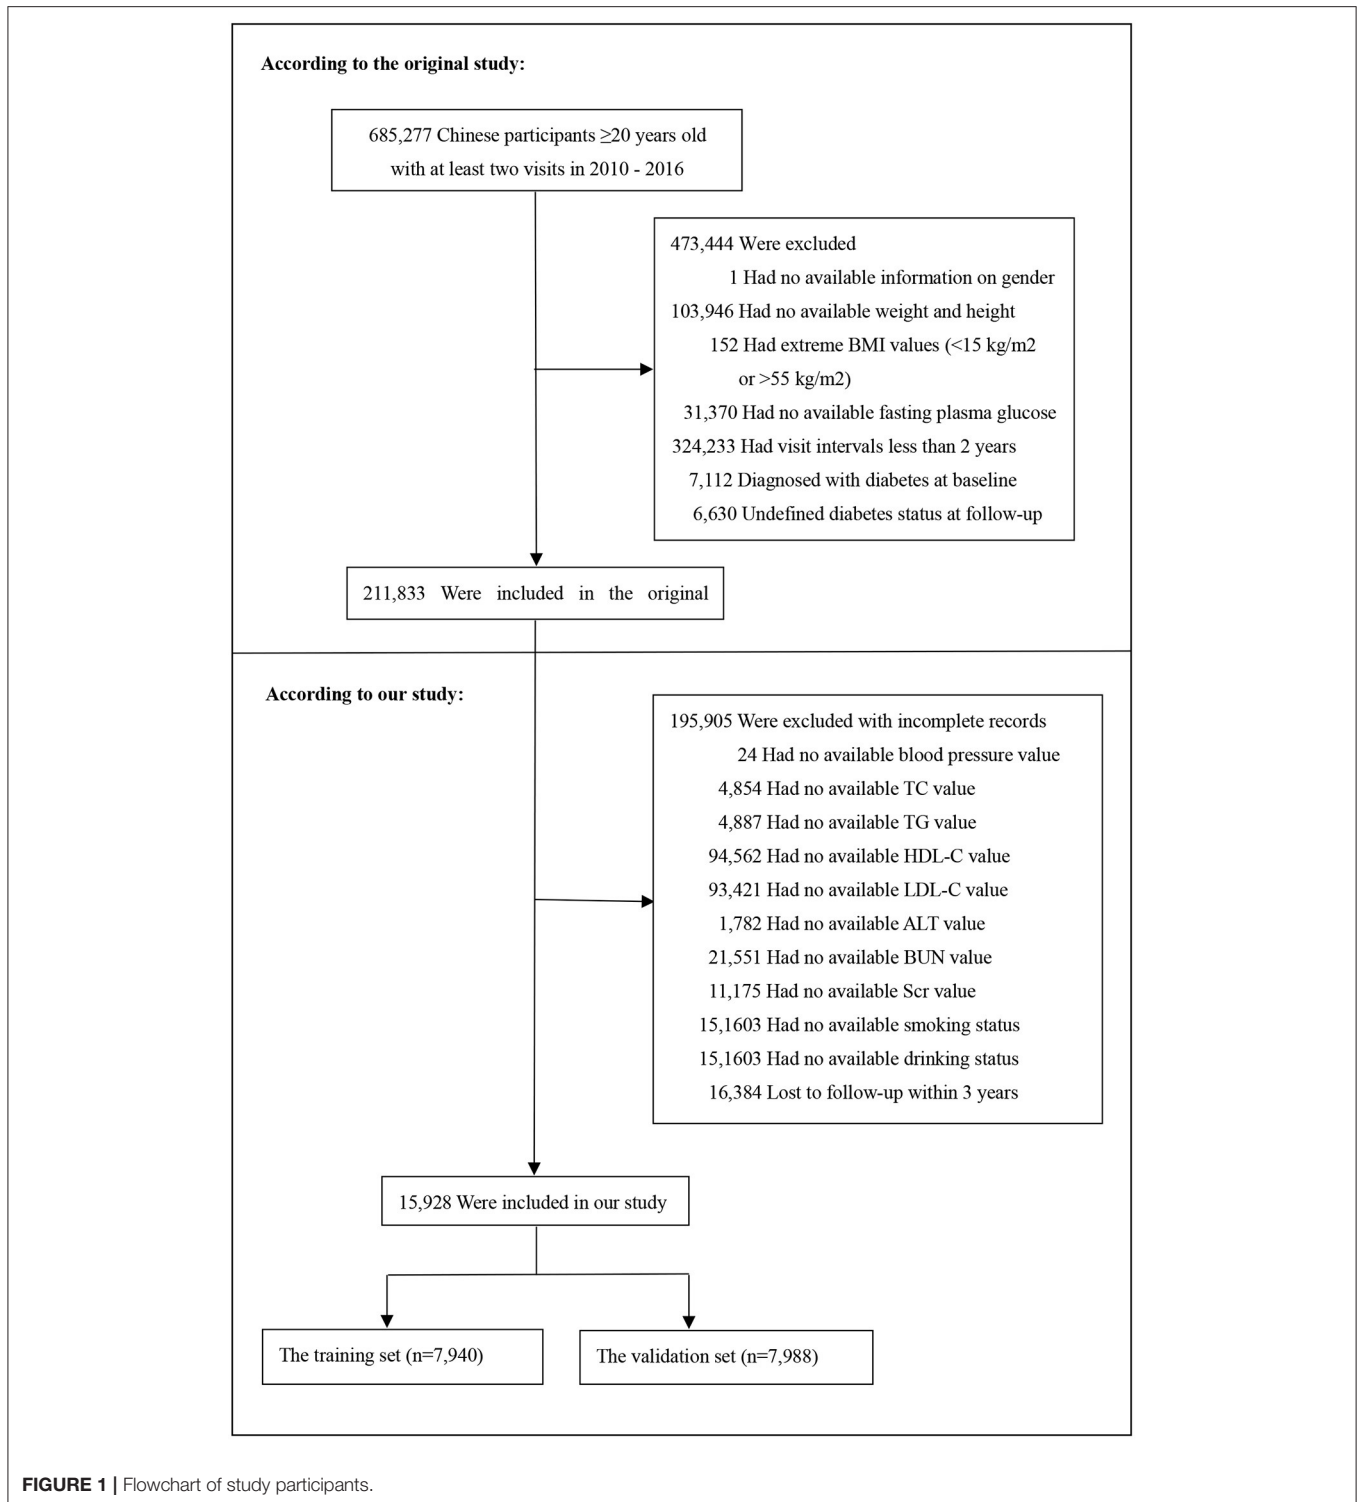 According to the original study:
685,277 Chinese participants ≥20 years old
with at least two visits in 2010 - 2016
473,444 Were excluded
1 Had no available information on gender
103,946 Had no available weight and height
152 Had extreme BMI values (<15 kg/m2
or >55 kg/m2)
31,370 Had no available fasting plasma glucose
324,233 Had visit intervals less than 2 years
7,112 Diagnosed with diabetes at baseline
6,630 Undefined diabetes status at follow-up
211,833 Were included in the original
According to our study:
195,905 Were excluded with incomplete records
24 Had no available blood pressure value
4,854 Had no available TC value
4,887 Had no available TG value
94,562 Had no available HDL-C value
93,421 Had no available LDL-C value
1,782 Had no available ALT value
21,551 Had no available BUN value
11,175 Had no available Scr value
15,1603 Had no available smoking status
15,1603 Had no available drinking status
16,384 Lost to follow-up within 3 years
15,928 Were included in our study
The training set (n=7,940)
The validation set (n=7,988)
FIGURE 1 | Flowchart of study participants.